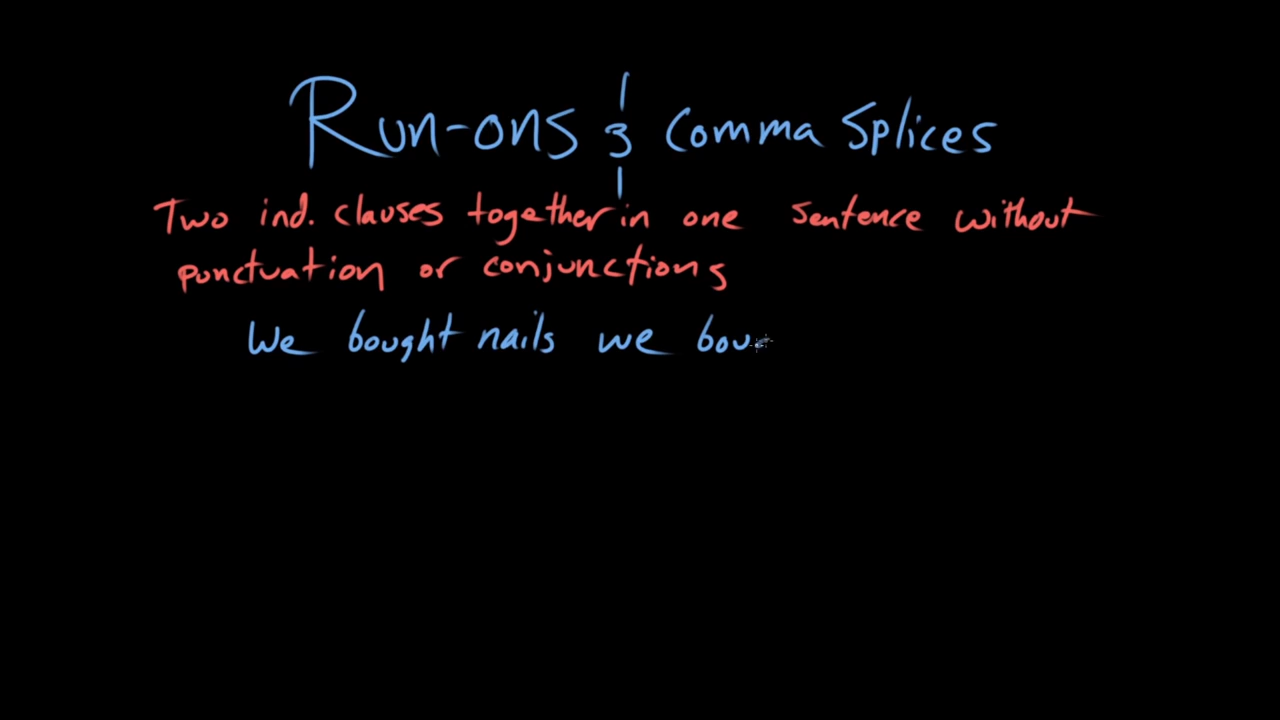 Run-ons & Comma Splices
Two ind. clauses together in one sentence without
punctuation or conjunctions
We bought nails we bou